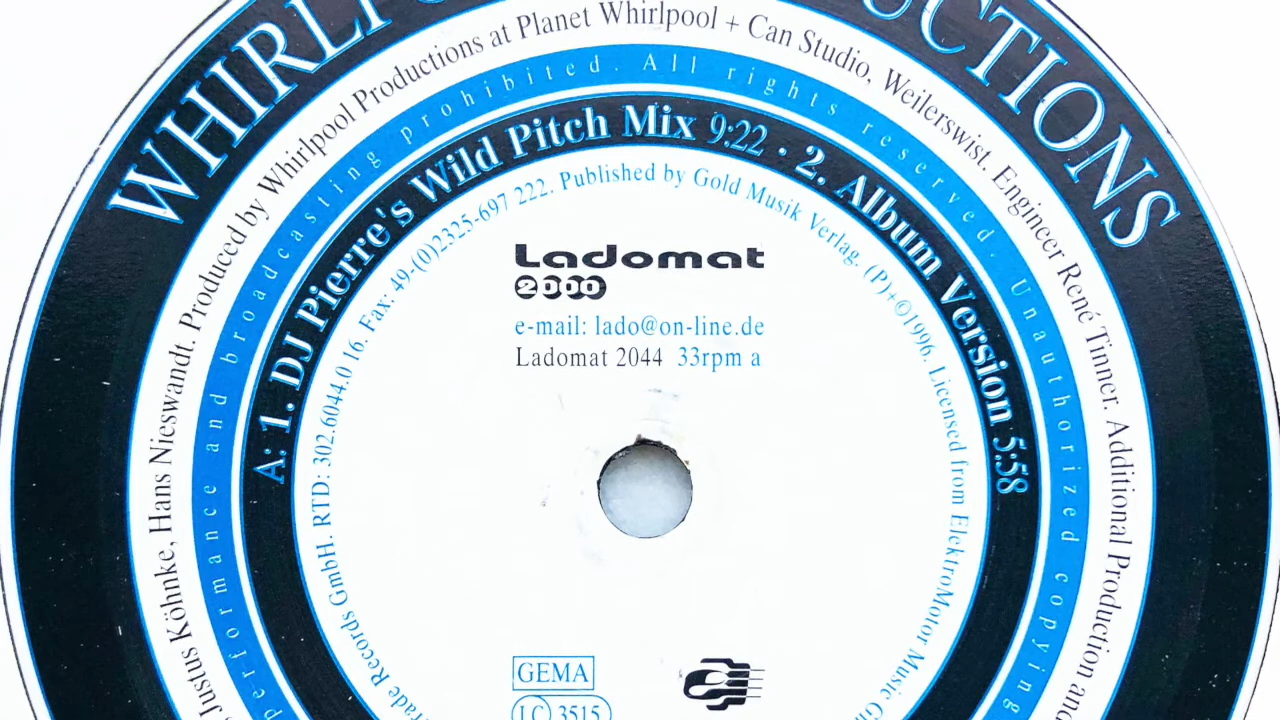 WHIRLP
UCTIONS
Justus Köhnke, Hans Nieswandt. Produced by Whirlpool Productions at Planet Whirlpool + Can Studio, Weilerswist. Engineer René Tinner. Additional Production and
performance and broadcasting prohibited. All rights reserved. Unauthorized copying
A: 1. DJ Pierre's Wild Pitch Mix 9:22 . 2. Album Version 5:58
rade Records GmbH. RTD: 302.6044.0 16. Fax: 49-(0)2325-697 222. Published by Gold Musik Verlag. (P)+©1996. Licensed from ElektroMotor Music G
Ladomat
2000
e-mail: lado@on-line.de
Ladomat 2044 33rpm a
GEMA
LC 3515